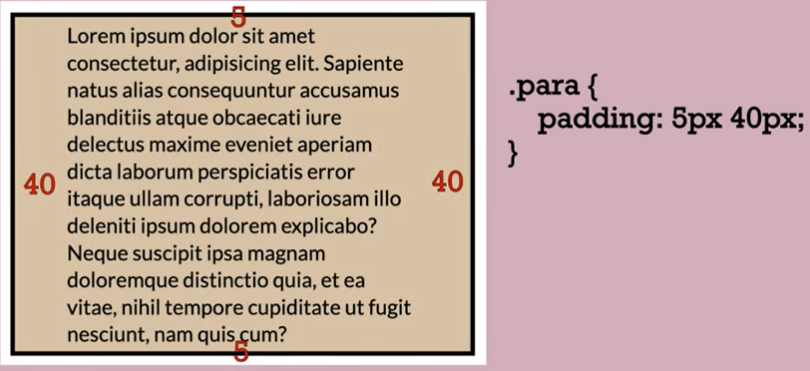 5
Lorem ipsum dolor sit amet
consectetur, adipisicing elit. Sapiente
natus alias consequuntur accusamus
blanditiis atque obcaecati iure
delectus maxime eveniet aperiam
dicta laborum perspiciatis error
40
40
itaque ullam corrupti, laboriosam illo
deleniti ipsum dolorem explicabo?
Neque suscipit ipsa magnam
doloremque distinctio quia, et ea
vitae, nihil tempore cupiditate ut fugit
nesciunt, nam quis cum?
5
.para {
padding: 5px 40px;
}